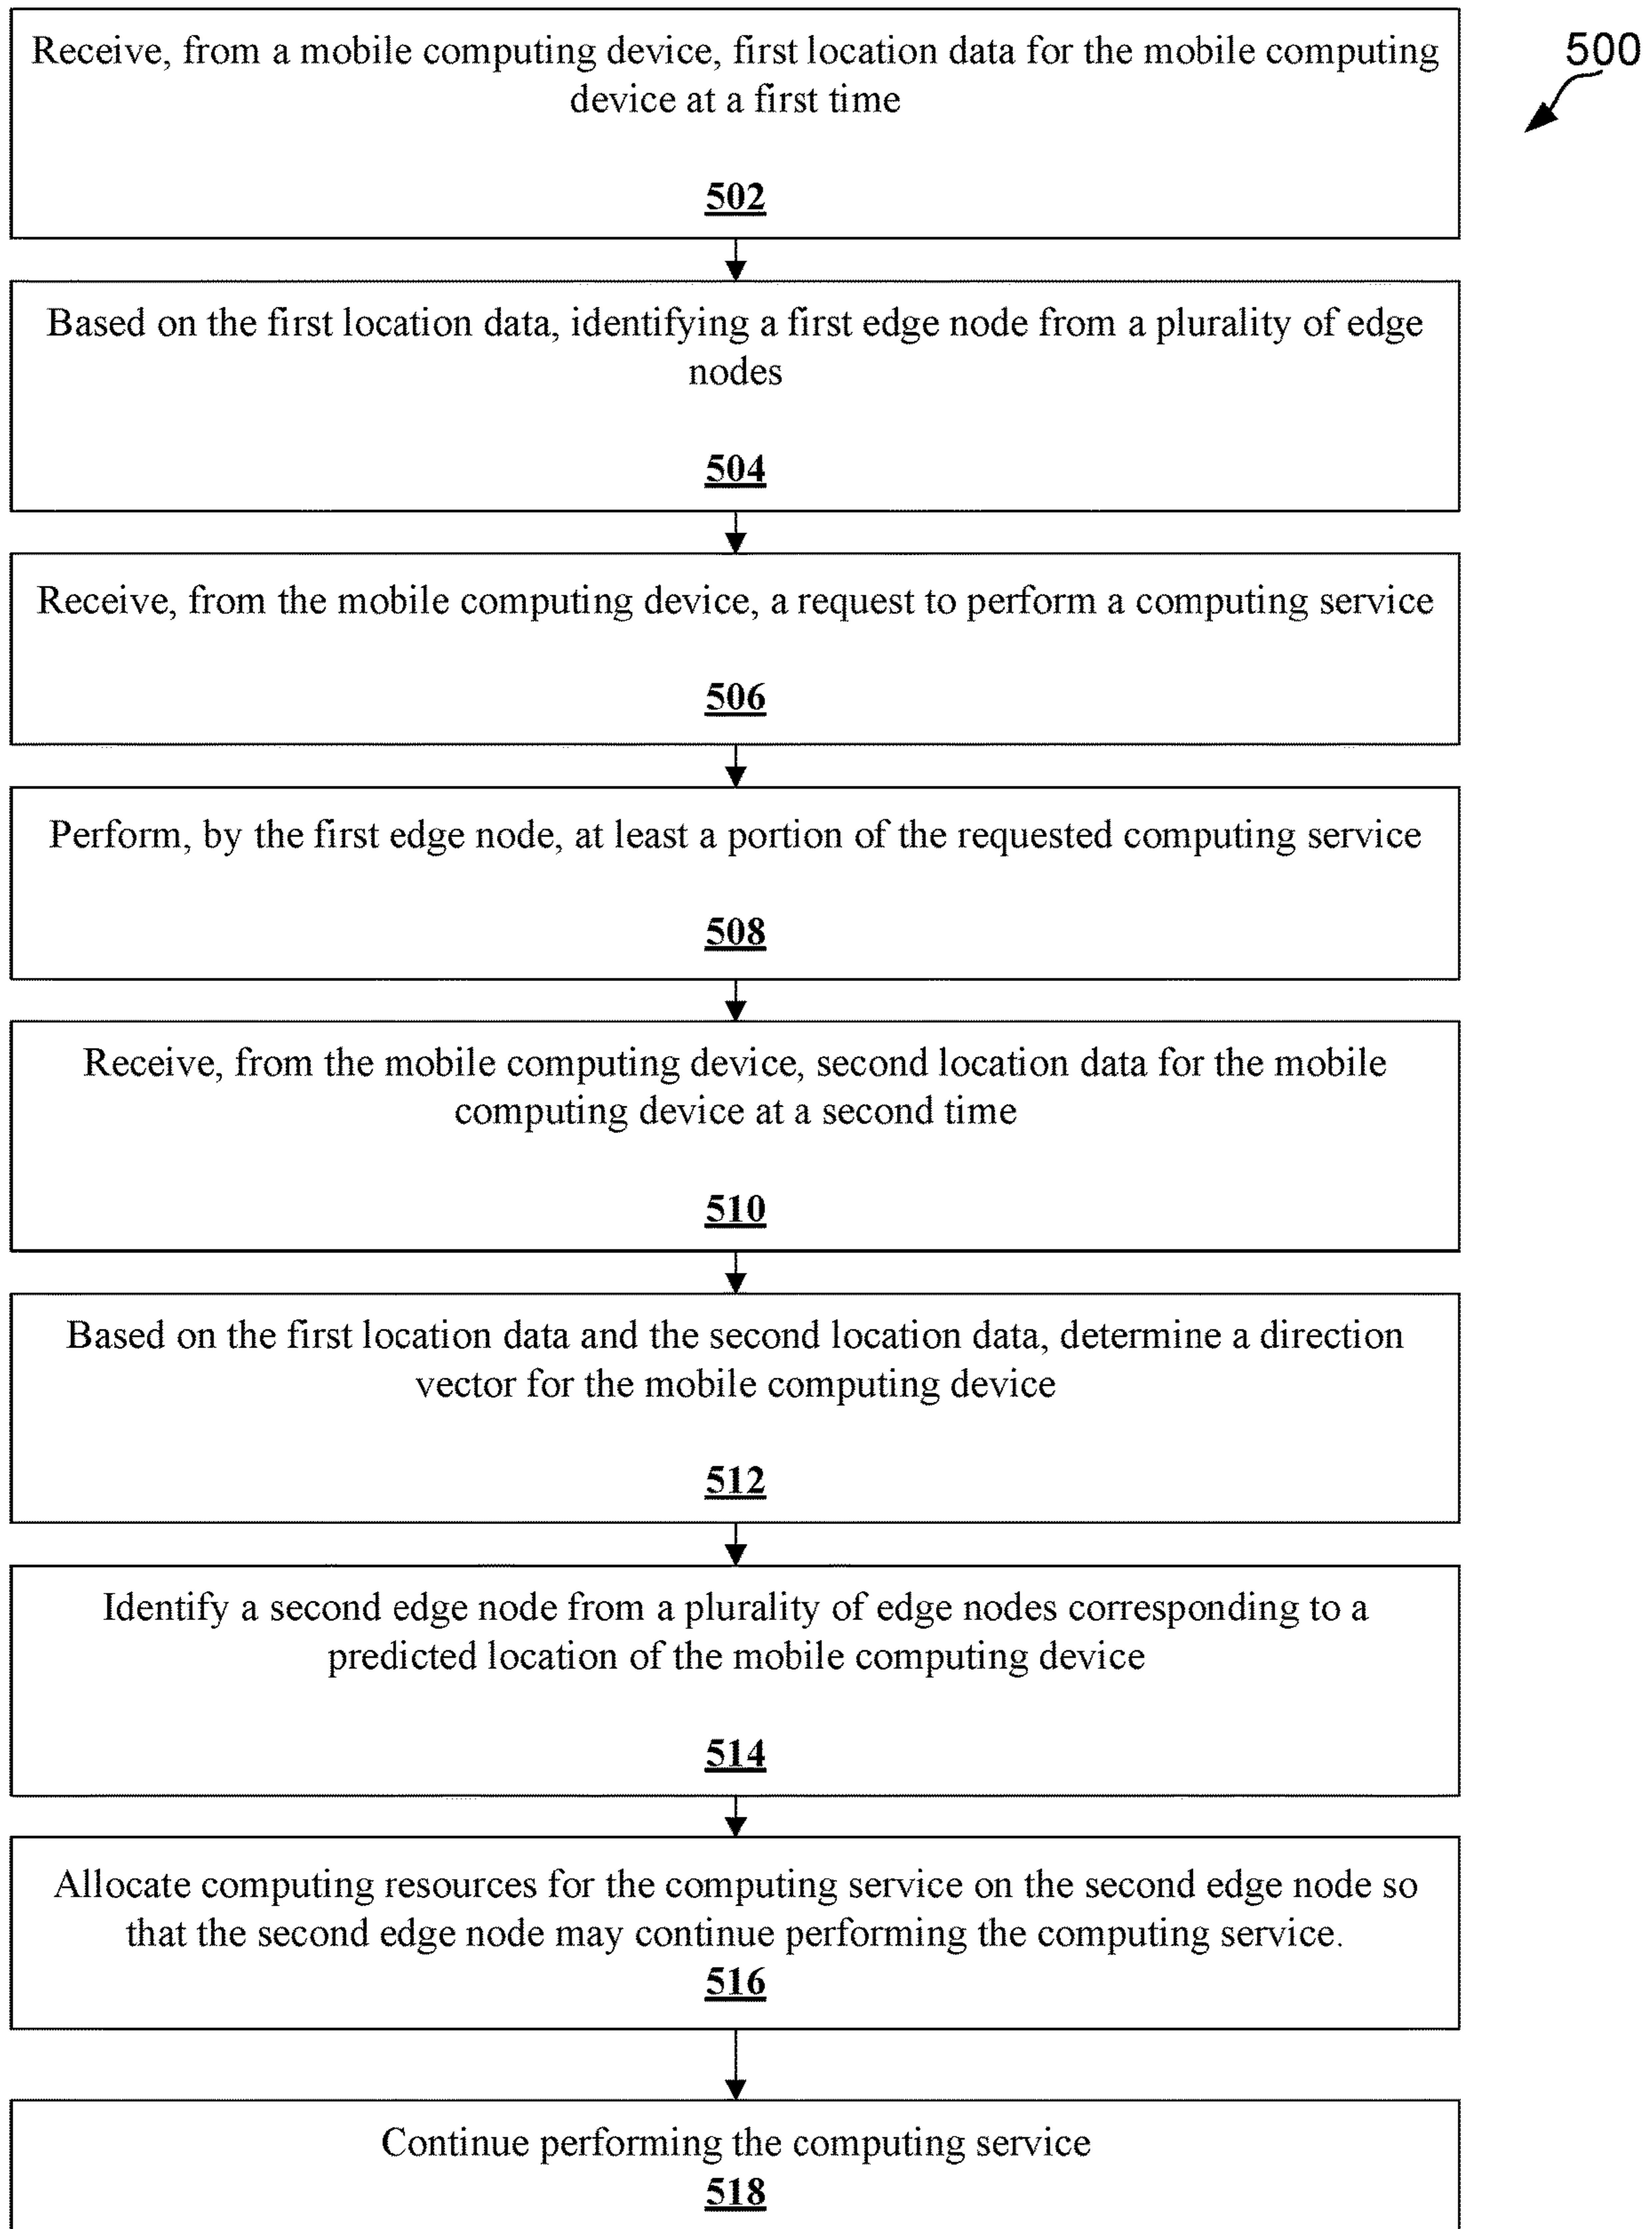 500
Receive, from a mobile computing device, first location data for the mobile computing
device at a first time
502
Based on the first location data, identifying a first edge node from a plurality of edge
nodes
504
Receive, from the mobile computing device, a request to perform a computing service
506
Perform, by the first edge node, at least a portion of the requested computing service
508
Receive, from the mobile computing device, second location data for the mobile
computing device at a second time
510
Based on the first location data and the second location data, determine a direction
vector for the mobile computing device
512
Identify a second edge node from a plurality of edge nodes corresponding to a
predicted location of the mobile computing device
514
Allocate computing resources for the computing service on the second edge node so
that the second edge node may continue performing the computing service.
516
Continue performing the computing service
518